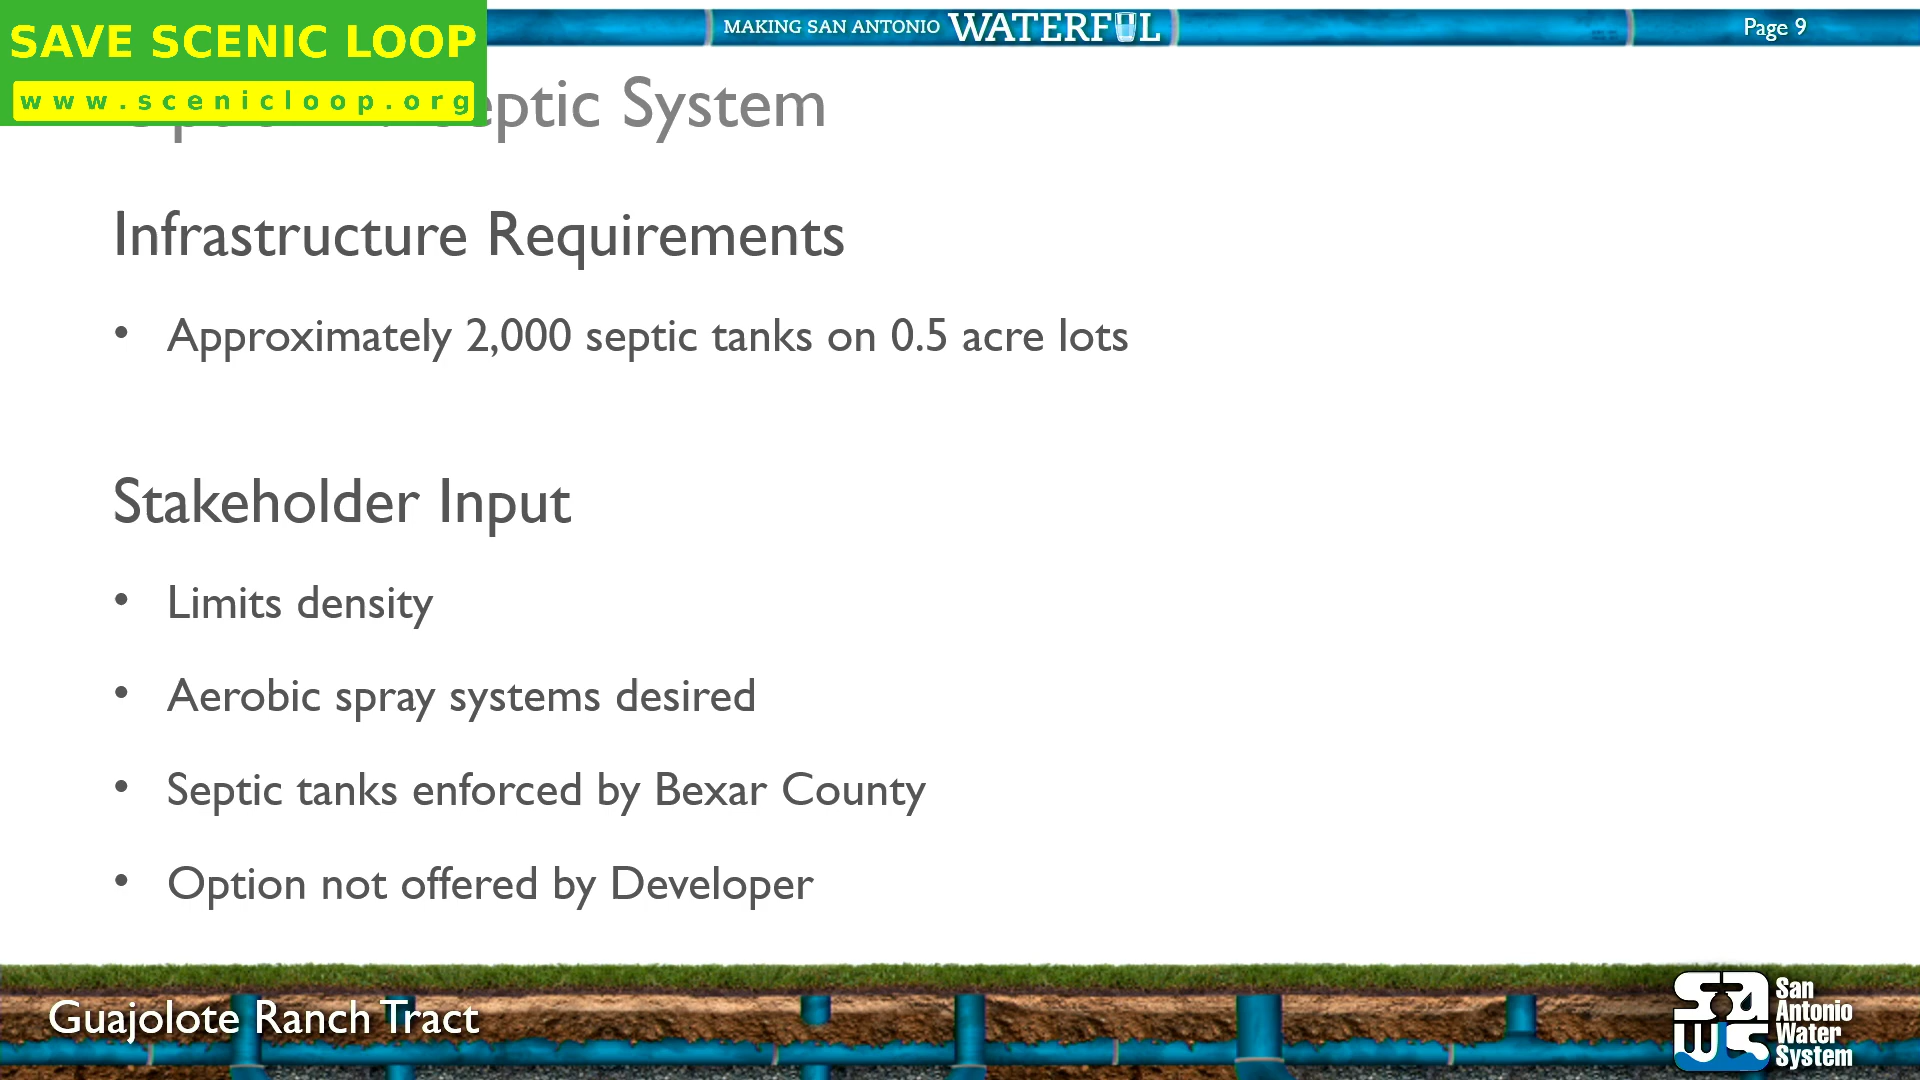 SAVE SCENIC LOOP
www.scenicloop.org
MAKING SAN ANTONIO WATERFUL
Page 9
Septic System
Infrastructure Requirements
• Approximately 2,000 septic tanks on 0.5 acre lots
Stakeholder Input
• Limits density
• Aerobic spray systems desired
• Septic tanks enforced by Bexar County
• Option not offered by Developer
Guajolote Ranch Tract
saws
San
Antonio
Water
System